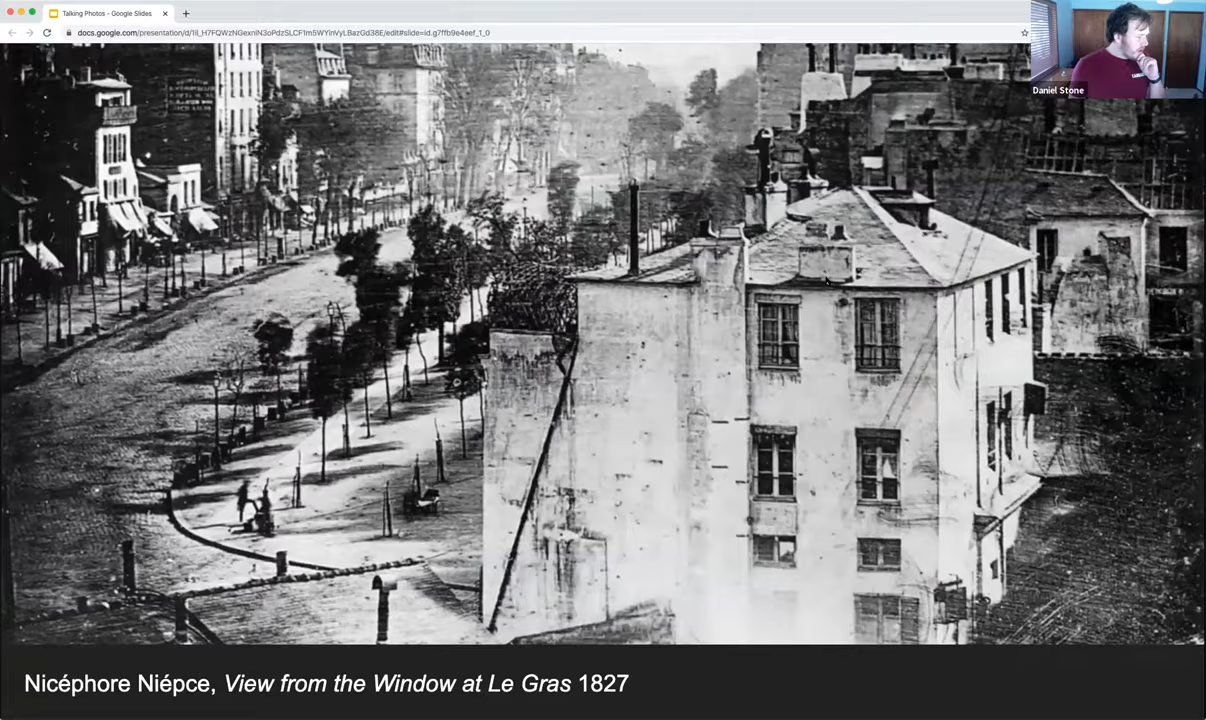 Talking Photos - Google Slides
docs.google.com/presentation/d/1il_H7FQWzNGexnIN3oPdzSLCF1m5WYinVyLBazGd38E/edit#slide=id.g7ffb9e4eef_1_0
Daniel Stone
Nicéphore Niépce, View from the Window at Le Gras 1827